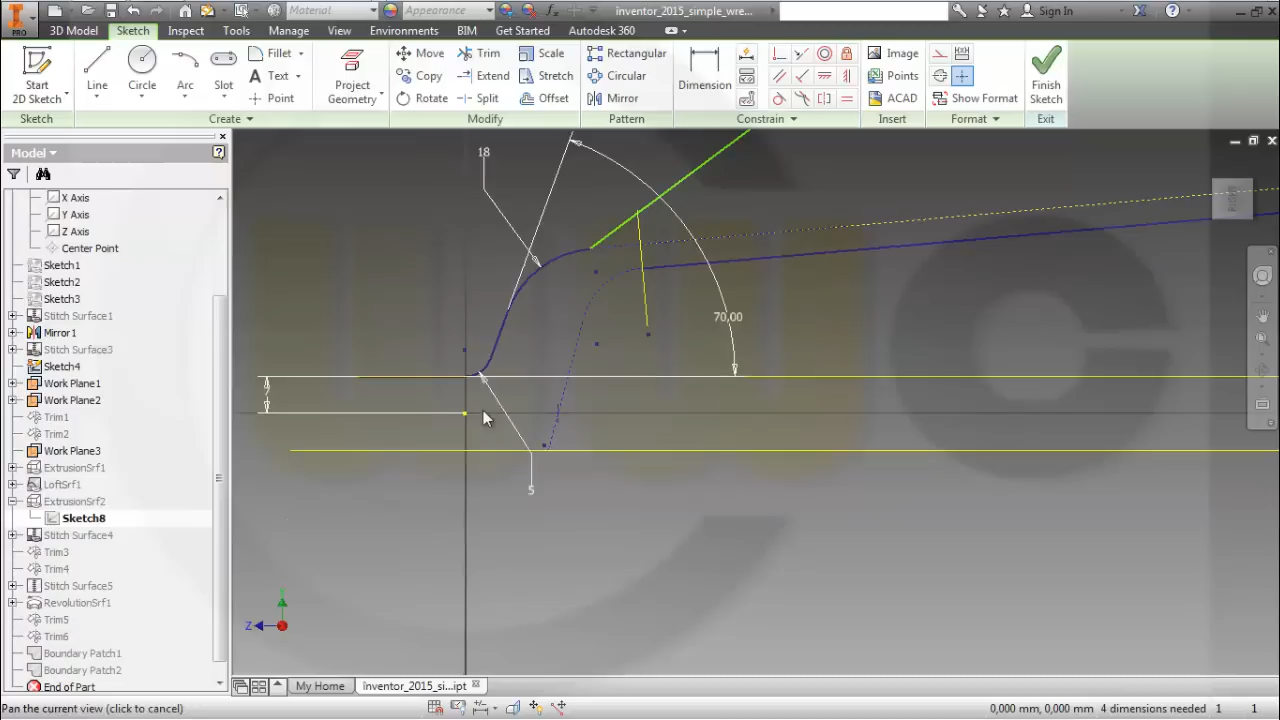 PRO
Material
Appearance
inventor_2015_simple_wre...
Sign In
3D Model
Sketch
Inspect
Tools
Manage
View
Environments
BIM
Get Started
Autodesk 360
Start
2D Sketch
Line
Circle
Arc
Slot
Fillet
Text
Point
Project
Geometry
Move
Copy
Rotate
Trim
Extend
Split
Scale
Stretch
Offset
Rectangular
Circular
Mirror
Dimension
Image
Points
ACAD
Show Format
Finish
Sketch
Sketch
Create
Modify
Pattern
Constrain
Insert
Format
Exit
Model
X Axis
Y Axis
Z Axis
Center Point
Sketch1
Sketch2
Sketch3
Stitch Surface1
Mirror1
Stitch Surface3
Sketch4
Work Plane1
Work Plane2
Trim1
Trim2
Work Plane3
ExtrusionSrf1
LoftSrf1
ExtrusionSrf2
Sketch8
Stitch Surface4
Trim3
Trim4
Stitch Surface5
RevolutionSrf1
Trim5
Trim6
Boundary Patch1
Boundary Patch2
End of Part
18
70,00
5
RIGHT
Y
Z
My Home
inventor_2015_si...ipt
Pan the current view (click to cancel)
0,000 mm, 0,000 mm
4 dimensions needed
1
1